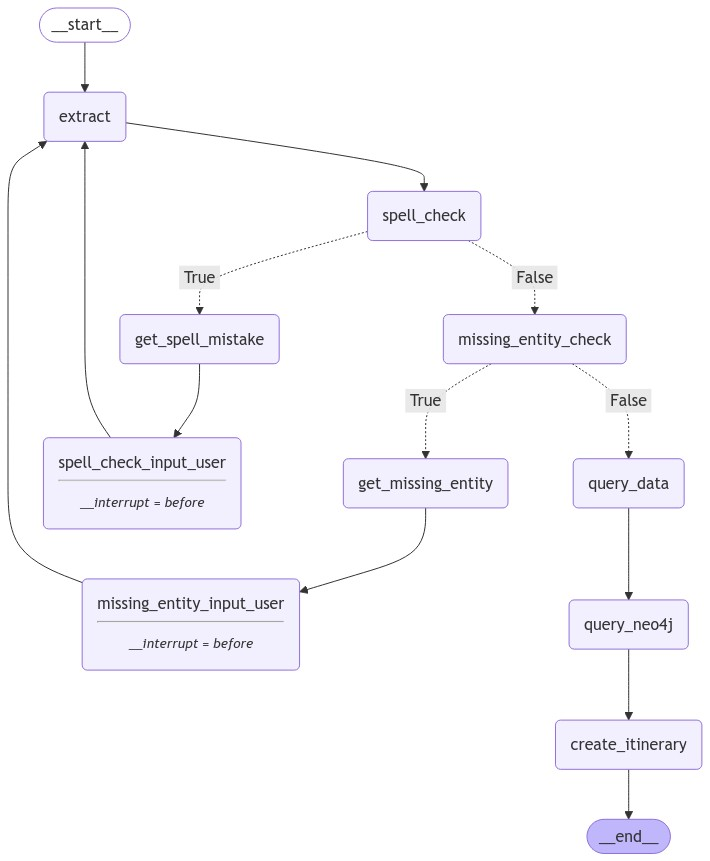 __start__
extract
spell_check
True
False
get_spell_mistake
missing_entity_check
True
False
spell_check_input_user
__interrupt = before
get_missing_entity
query_data
missing_entity_input_user
__interrupt = before
query_neo4j
create_itinerary
__end__